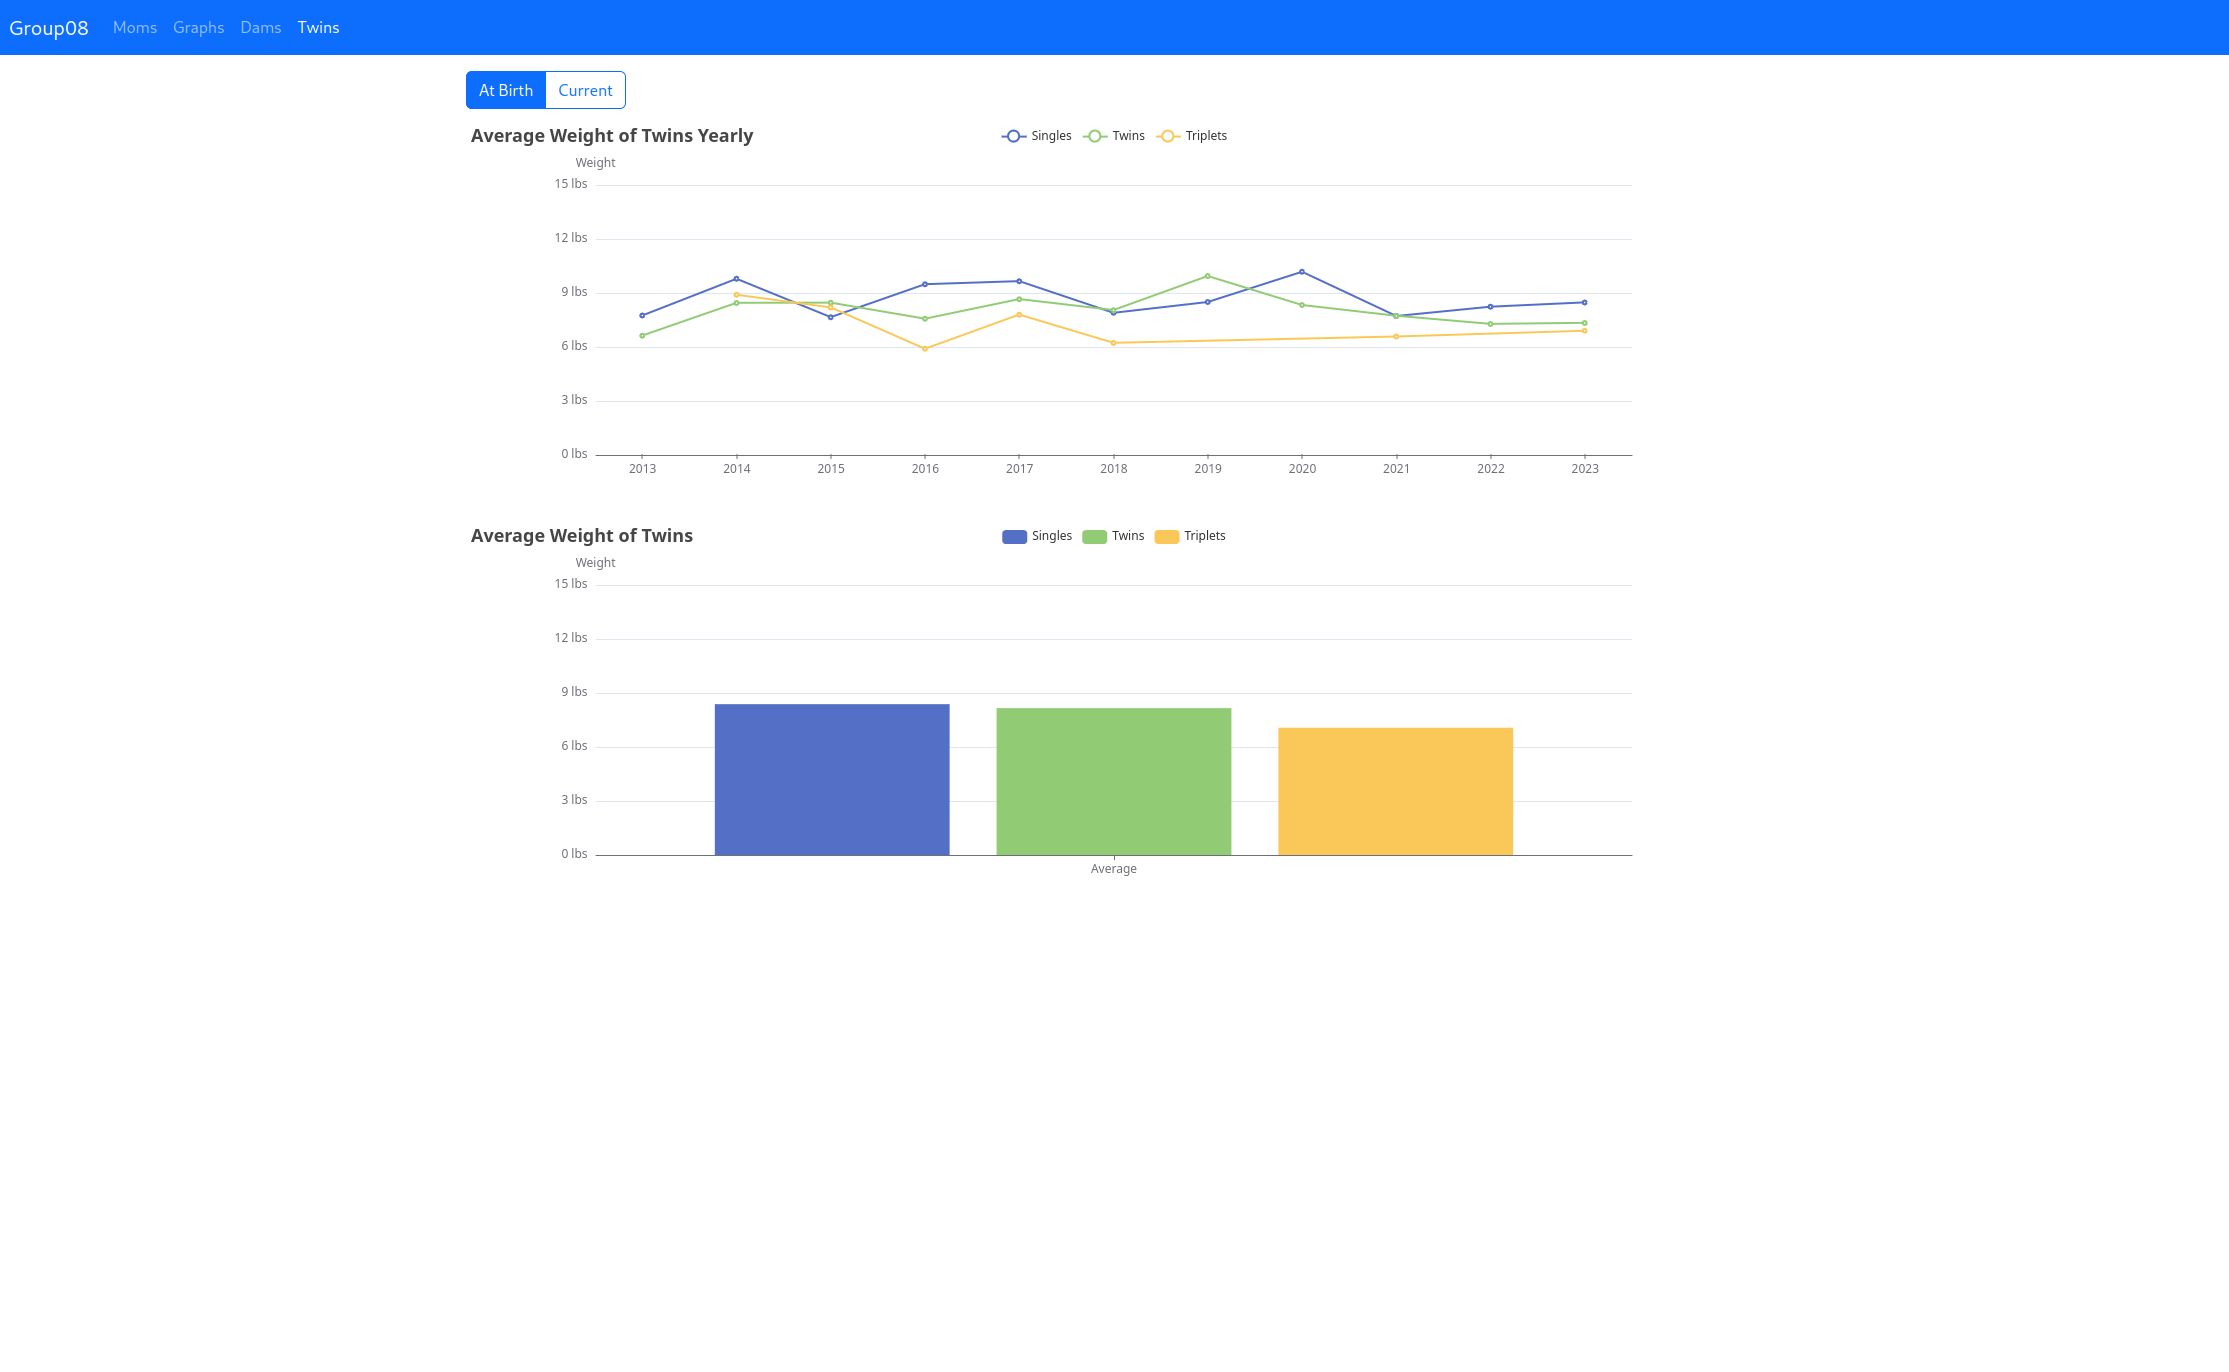 Group08 Moms Graphs Dams Twins
At Birth Current
Average Weight of Twins Yearly
Singles Twins Triplets
Weight
15 lbs
12 lbs
9 lbs
6 lbs
3 lbs
0 lbs
2013 2014 2015 2016 2017 2018 2019 2020 2021 2022 2023
Average Weight of Twins
Singles Twins Triplets
Weight
15 lbs
12 lbs
9 lbs
6 lbs
3 lbs
0 lbs
Average